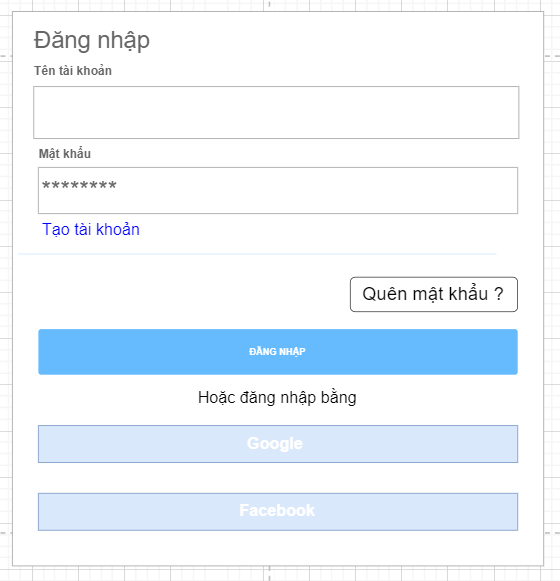 Đăng nhập
Tên tài khoản
Mật khẩu
********
Tạo tài khoản
Quên mật khẩu ?
ĐĂNG NHẬP
Hoặc đăng nhập bằng
Google
Facebook